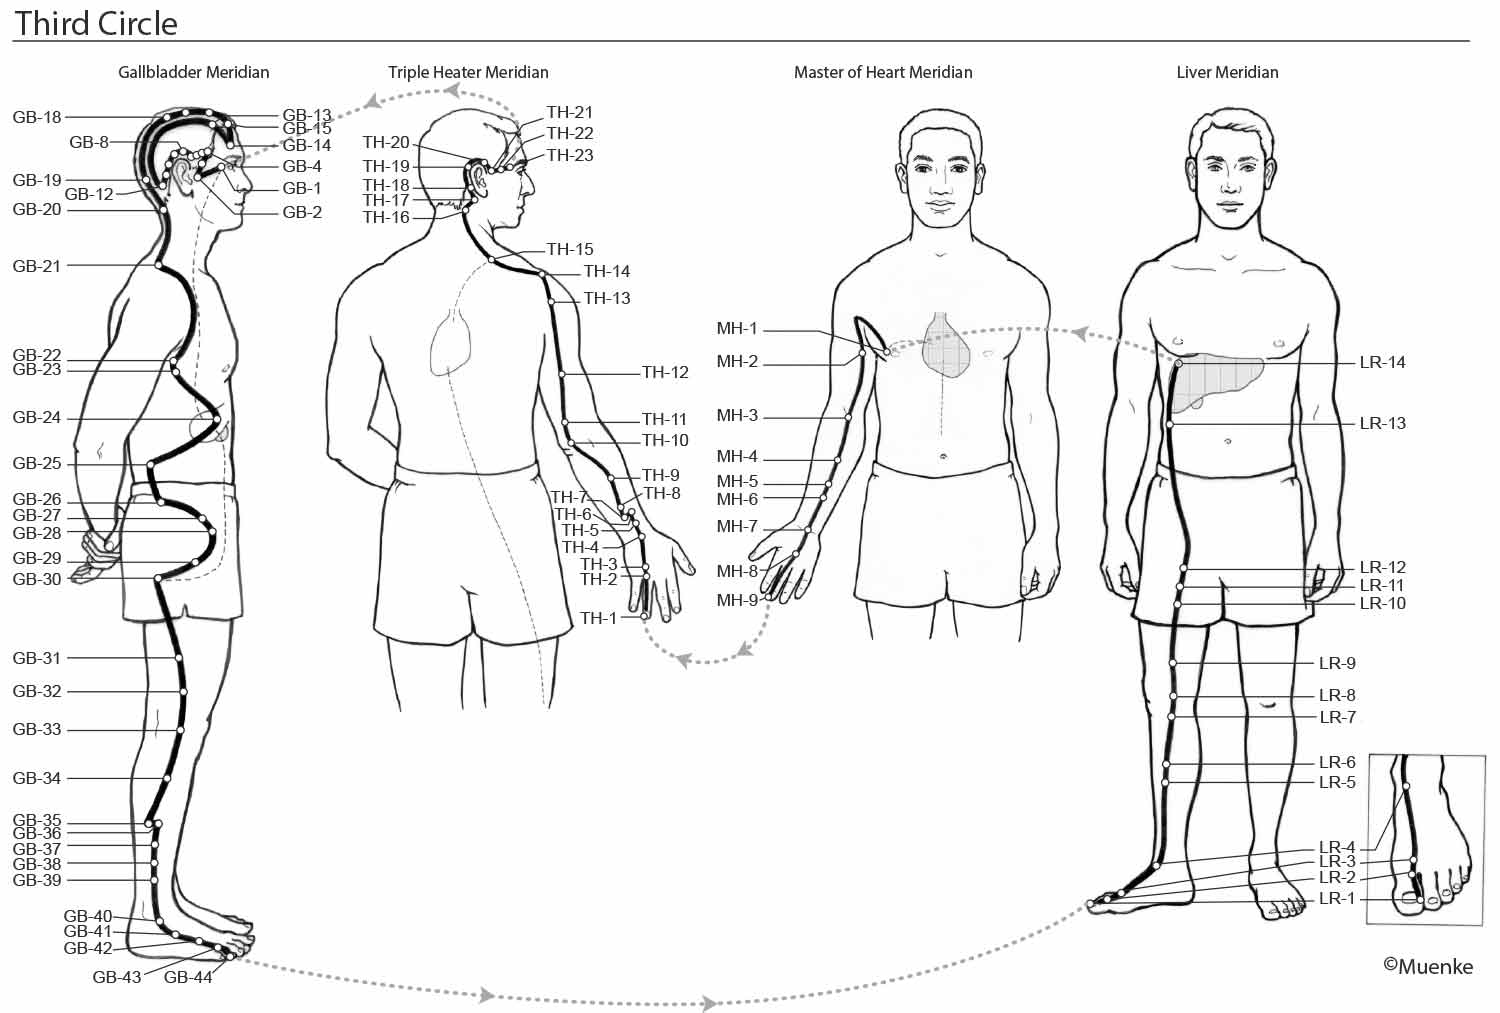 Third Circle
Gallbladder Meridian
Triple Heater Meridian
Master of Heart Meridian
Liver Meridian
GB-18
GB-8
GB-19
GB-12
GB-20
GB-21
GB-22
GB-23
GB-24
GB-25
GB-26
GB-27
GB-28
GB-29
GB-30
GB-31
GB-32
GB-33
GB-34
GB-35
GB-36
GB-37
GB-38
GB-39
GB-40
GB-41
GB-42
GB-43
GB-44
GB-13
GB-15
GB-14
GB-4
GB-1
GB-2
TH-20
TH-19
TH-18
TH-17
TH-16
TH-21
TH-22
TH-23
TH-15
TH-14
TH-13
TH-12
TH-11
TH-10
TH-9
TH-8
TH-7
TH-6
TH-5
TH-4
TH-3
TH-2
TH-1
MH-1
MH-2
MH-3
MH-4
MH-5
MH-6
MH-7
MH-8
MH-9
LR-14
LR-13
LR-12
LR-11
LR-10
LR-9
LR-8
LR-7
LR-6
LR-5
LR-4
LR-3
LR-2
LR-1
©Muenke